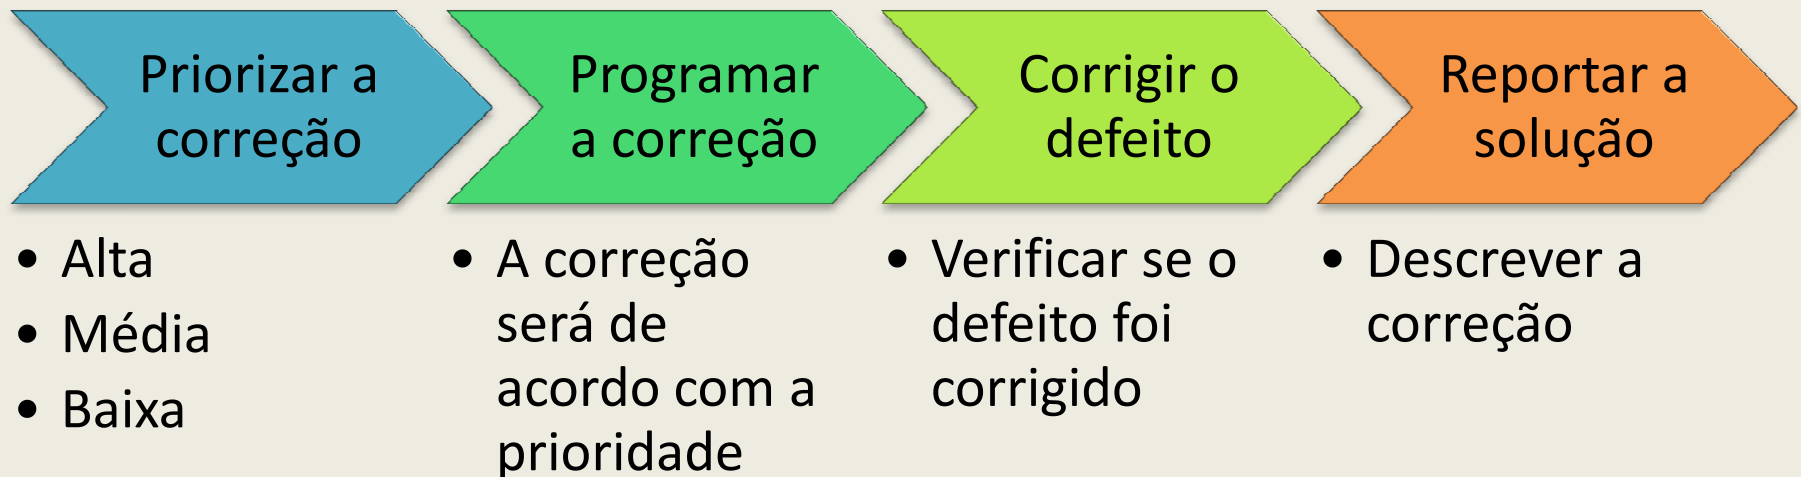 Priorizar a
correção
Programar
a correção
Corrigir o
defeito
Reportar a
solução
• Alta
• Média
• Baixa
• A correção
será de
acordo com a
prioridade
• Verificar se o
defeito foi
corrigido
• Descrever a
correção